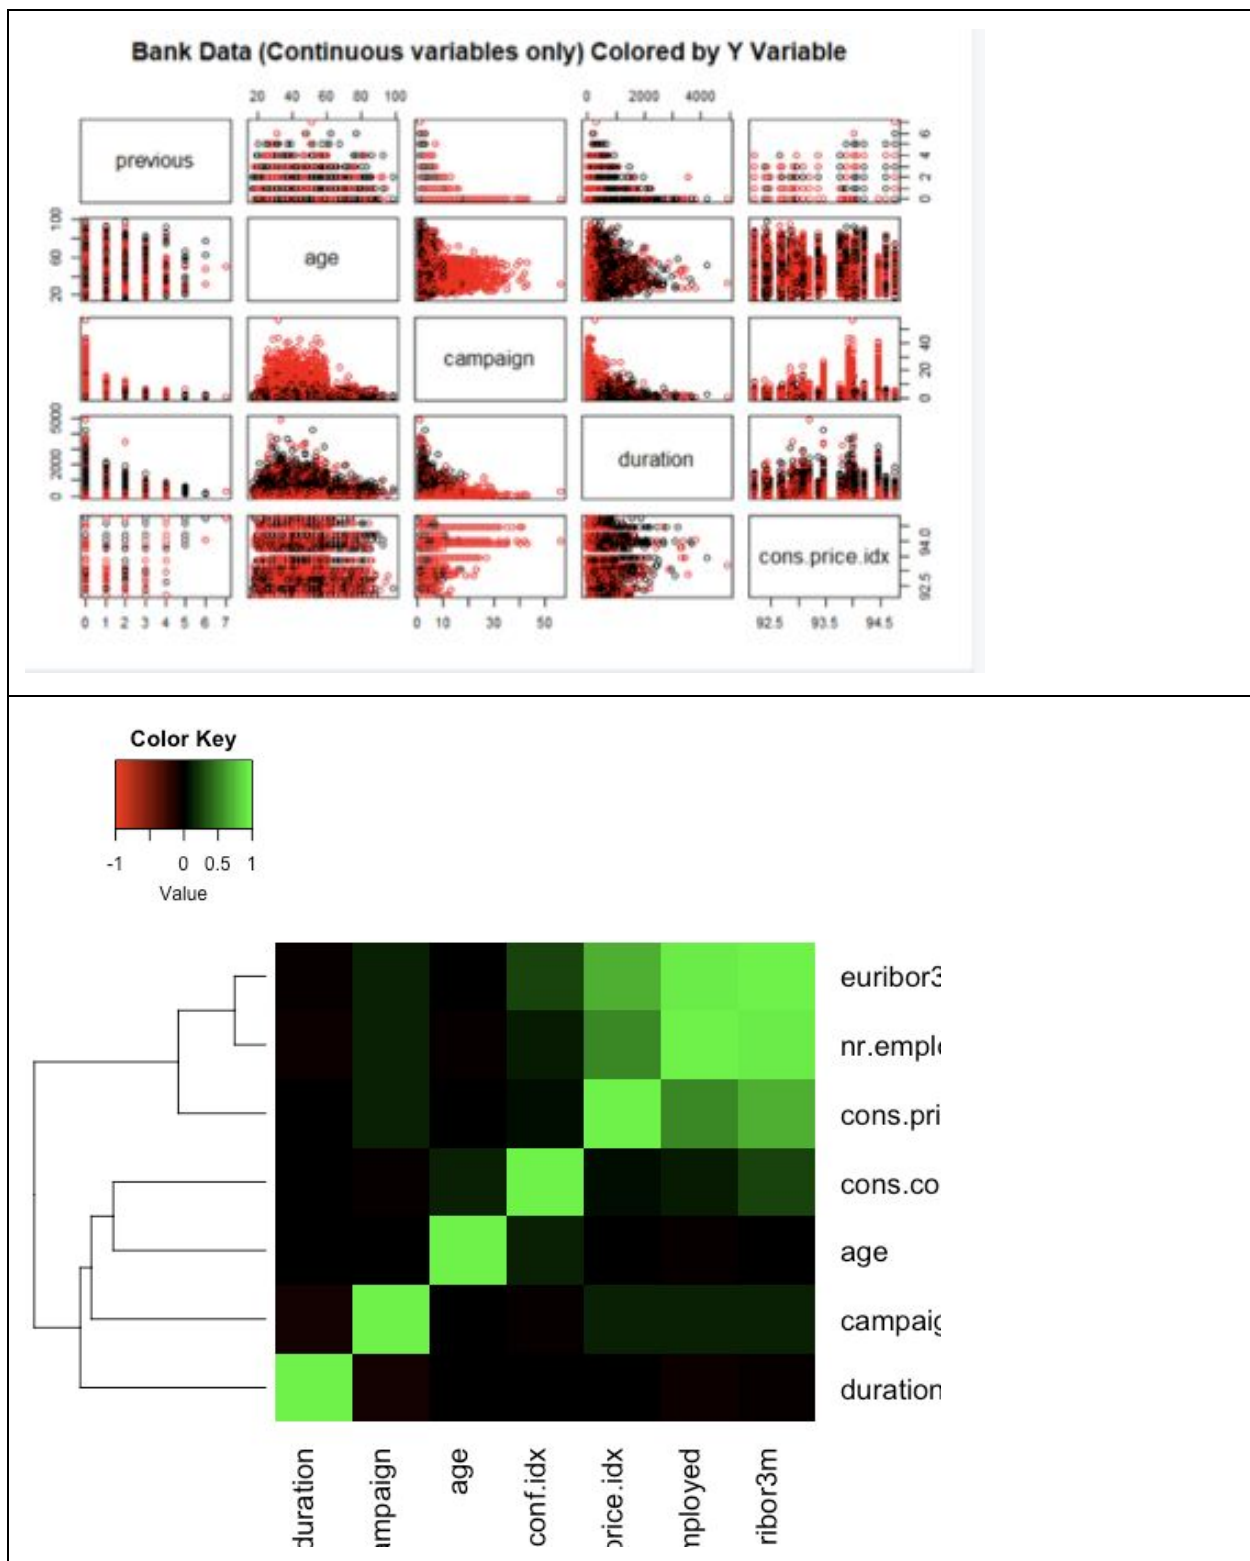 Bank Data (Continuous variables only) Colored by Y Variable
20 40 60 80 100
0 2000 4000
previous
0 2 4 6
20 60 100
age
campaign
0 20 40
0 2000 5000
duration
cons.price.idx
92.5 94.0
0 1 2 3 4 5 6 7
0 10 30 50
92.5 93.5 94.5
Color Key
-1 0 0.5 1
Value
euribor3
nr.empl
cons.pri
cons.co
age
campaig
duration
duration
mpaign
age
conf.idx
price.idx
mployed
ribor3m